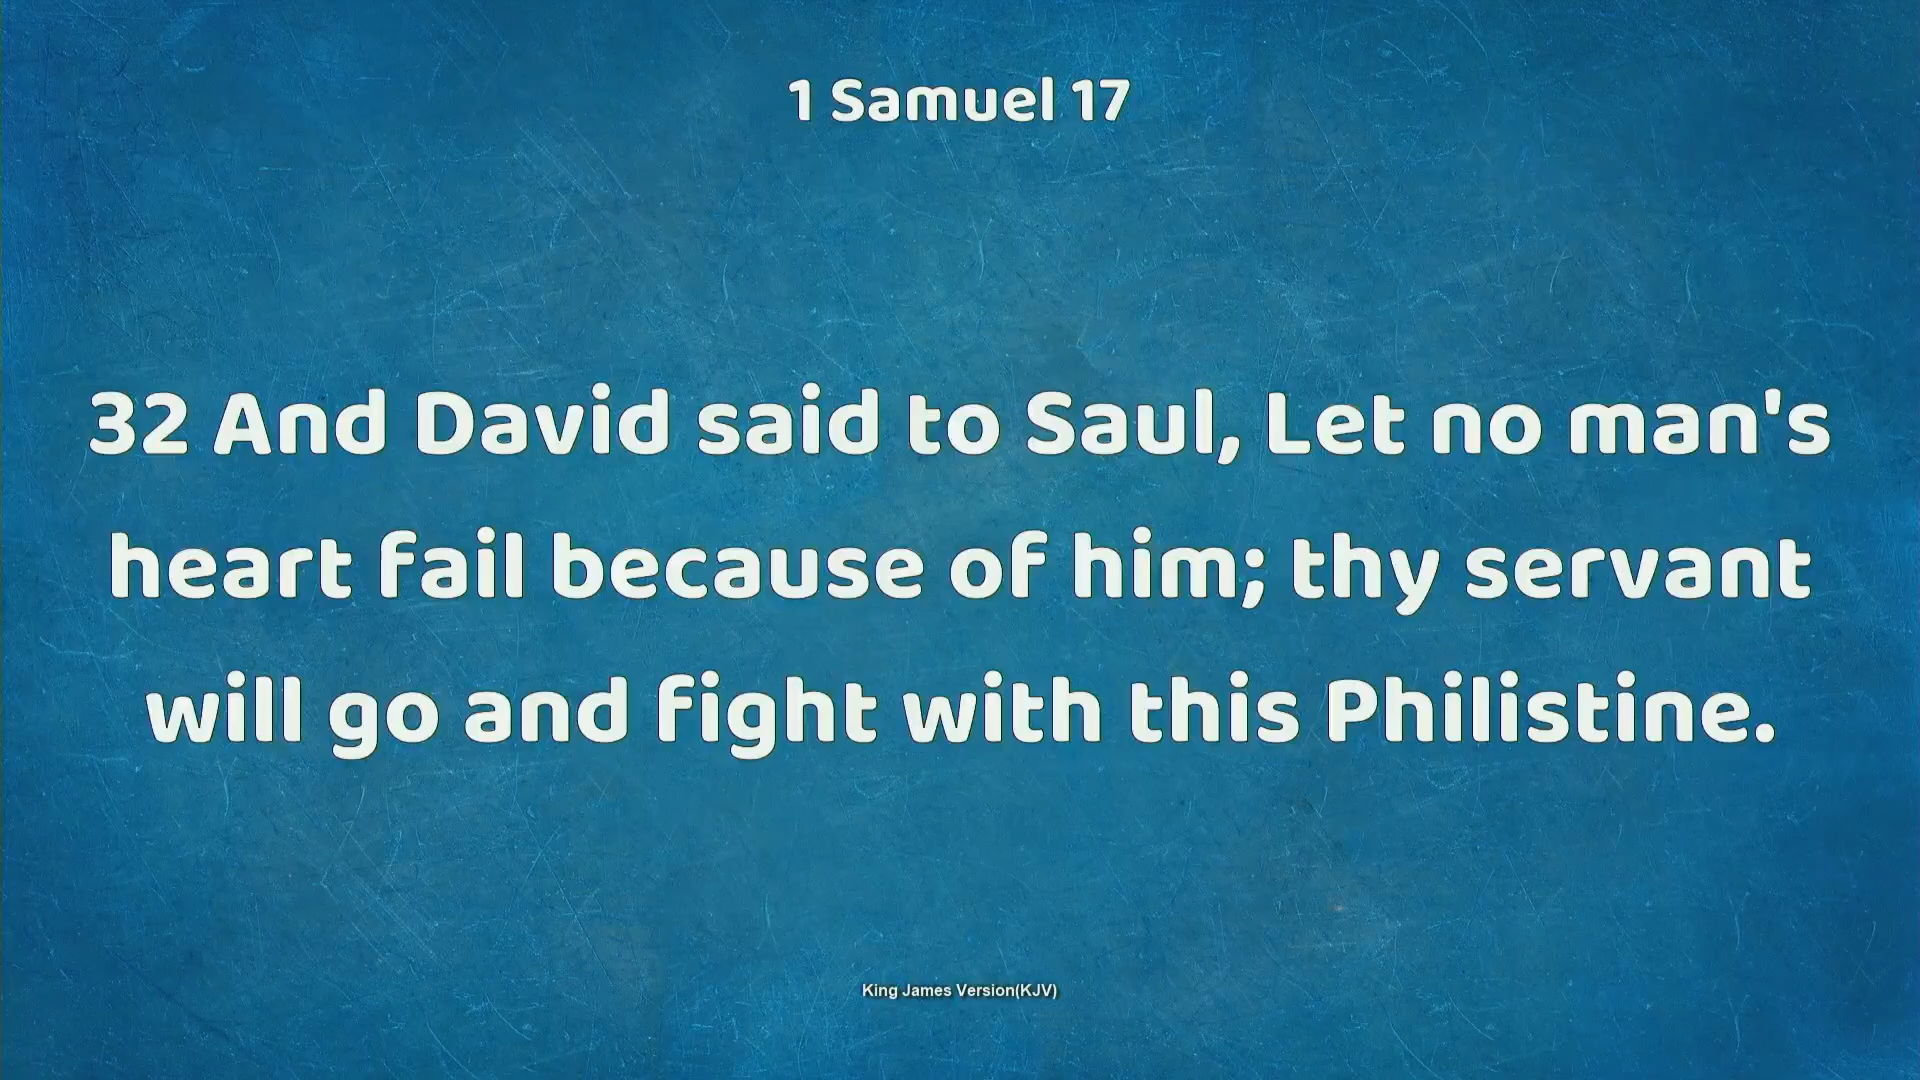 1 Samuel 17
32 And David said to Saul, Let no man's
heart fail because of him; thy servant
will go and fight with this Philistine.
King James Version(KJV)